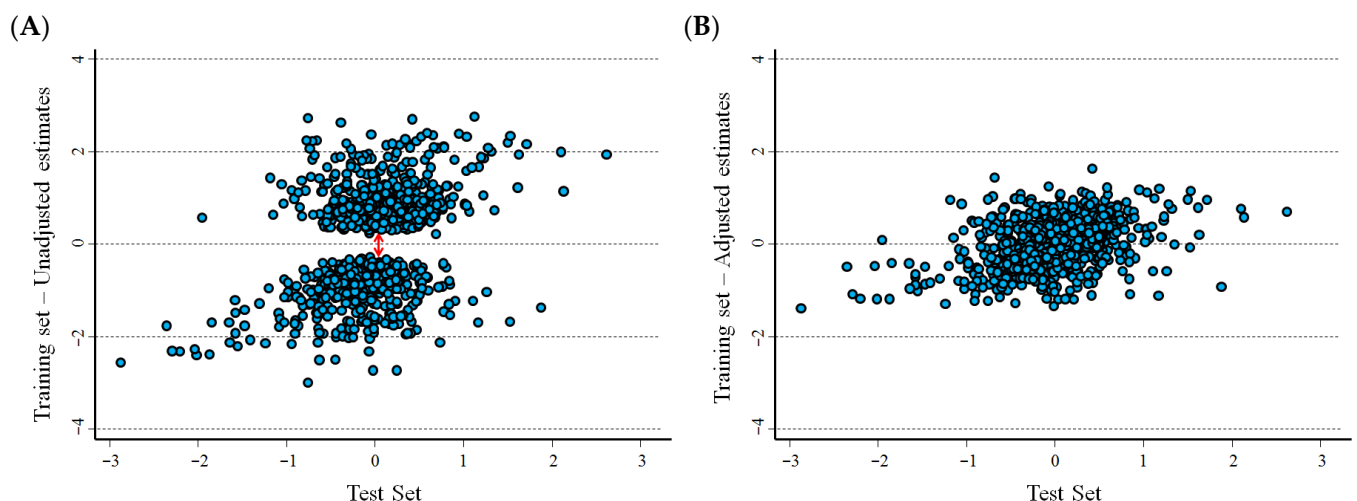 (A)
Training set – Unadjusted estimates
4
2
0
−2
−4
−3 −2 −1 0 1 2 3
Test Set
(B)
Training set – Adjusted estimates
4
2
0
−2
−4
−3 −2 −1 0 1 2 3
Test Set